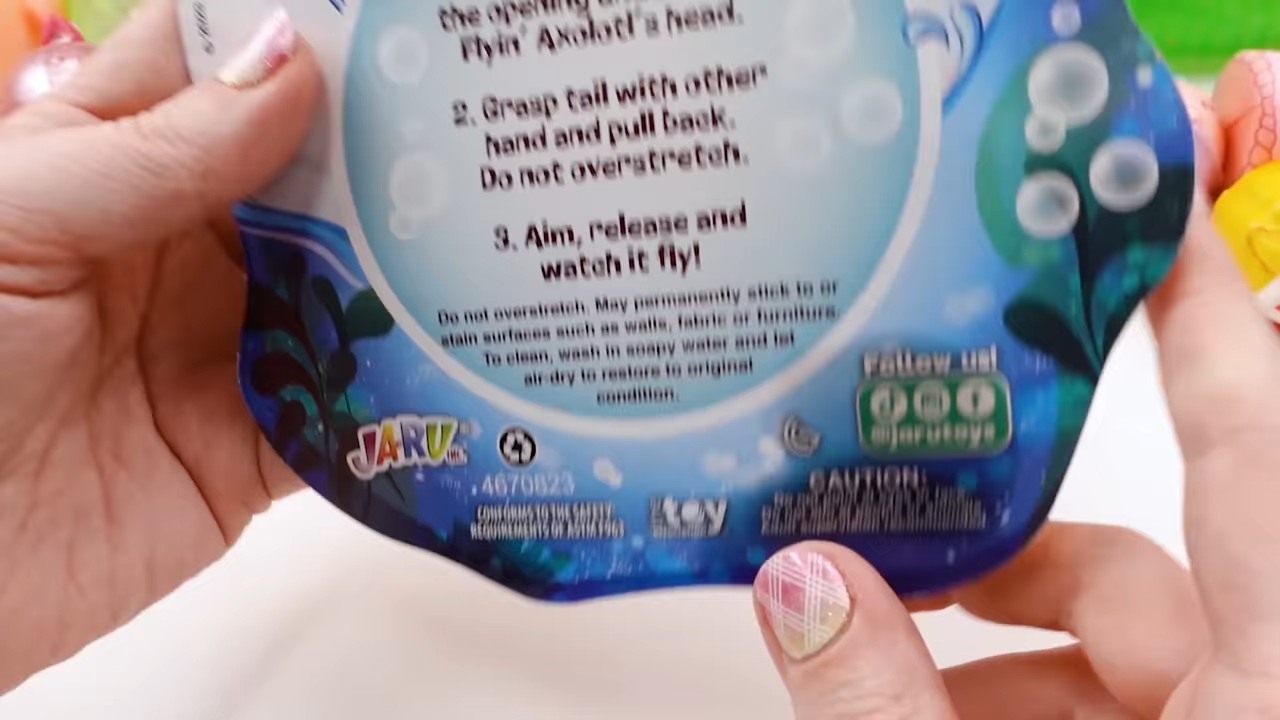 the opening
Flyin' Axolotl's head.
2. Grasp tail with other
hand and pull back.
Do not overstretch.
3. Aim, release and
watch it fly!
Do not overstretch. May permanently stick to or
stain surfaces such as walls, fabric or furniture.
To clean, wash in soapy water and let
air-dry to restore to original
condition.
Follow us!
@jarutoys
JARU INC.
4670823
CONFORMS TO THE SAFETY
REQUIREMENTS OF ASTM F963
toy
CAUTION: